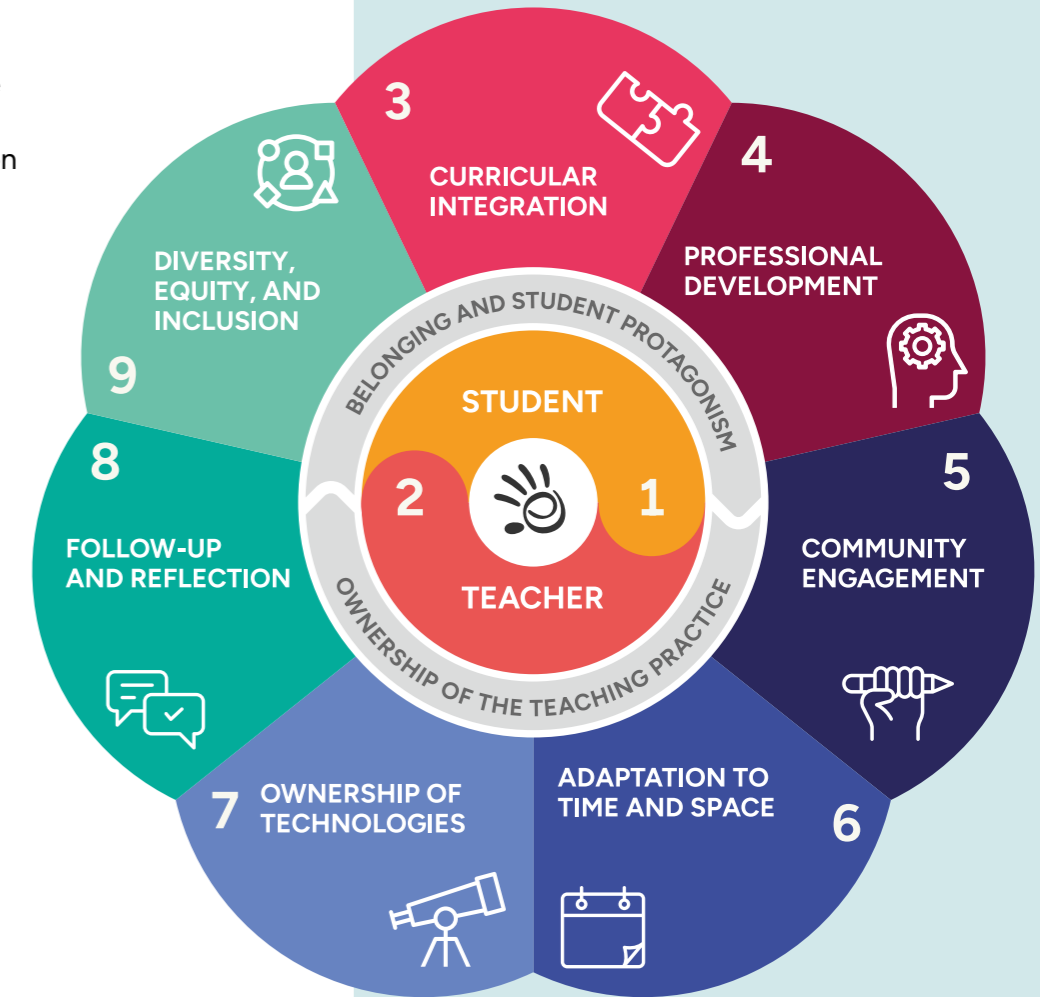 n
3
CURRICULAR
INTEGRATION
4
PROFESSIONAL
DEVELOPMENT
5
COMMUNITY
ENGAGEMENT
6
ADAPTATION TO
TIME AND SPACE
7
OWNERSHIP OF
TECHNOLOGIES
8
FOLLOW-UP
AND REFLECTION
9
DIVERSITY,
EQUITY, AND
INCLUSION
BELONGING AND STUDENT PROTAGONISM
STUDENT
1
2
TEACHER
OWNERSHIP OF THE TEACHING PRACTICE